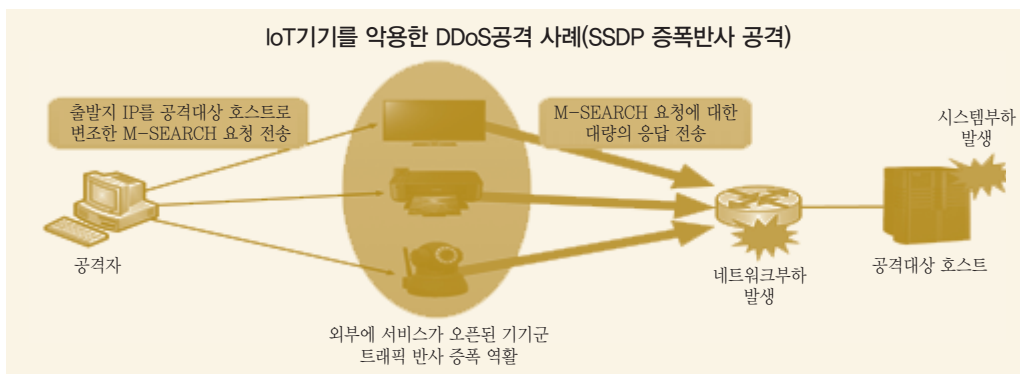 IoT기기를 악용한 DDoS공격 사례(SSDP 증폭반사 공격)
출발지 IP를 공격대상 호스트로
변조한 M-SEARCH 요청 전송
M-SEARCH 요청에 대한
대량의 응답 전송
시스템부하
발생
공격자
네트워크부하
발생
공격대상 호스트
외부에 서비스가 오픈된 기기군
트래픽 반사 증폭 역활